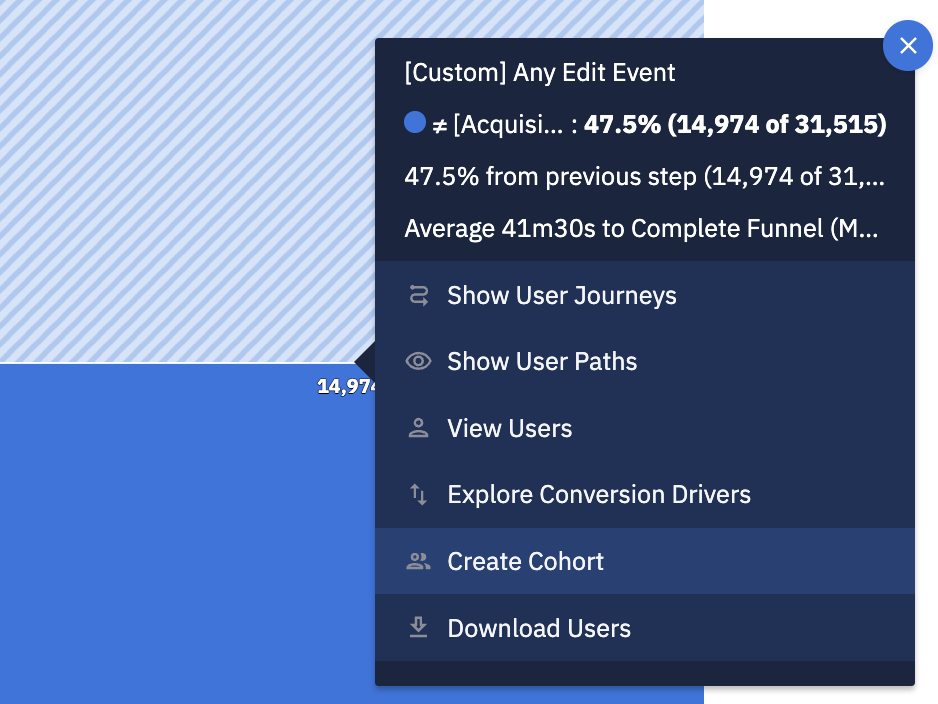 [Custom] Any Edit Event
≠ [Acquisi... : 47.5% (14,974 of 31,515)
47.5% from previous step (14,974 of 31,...
Average 41m30s to Complete Funnel (M...
Show User Journeys
Show User Paths
14,974
View Users
Explore Conversion Drivers
Create Cohort
Download Users